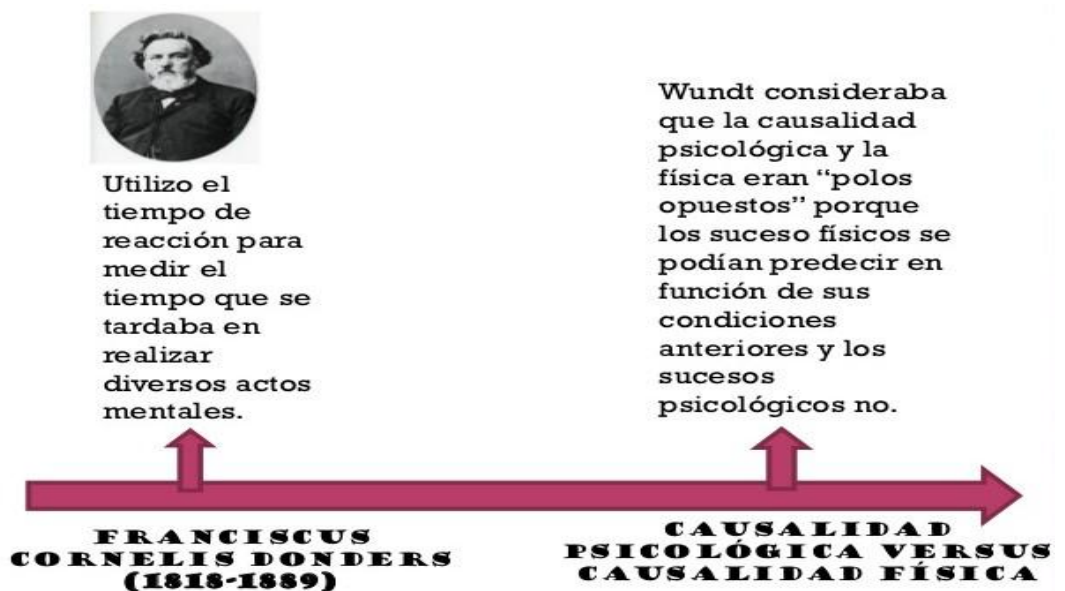 Utilizo el
tiempo de
reacción para
medir el
tiempo que se
tardaba en
realizar
diversos actos
mentales.
Wundt consideraba
que la causalidad
psicológica y la
física eran “polos
opuestos” porque
los suceso físicos se
podían predecir en
función de sus
condiciones
anteriores y los
sucesos
psicológicos no.
FRANCISCUS
CORNELIS DONDERS
(1818-1889)
CAUSALIDAD
PSICOLÓGICA VERSUS
CAUSALIDAD FÍSICA